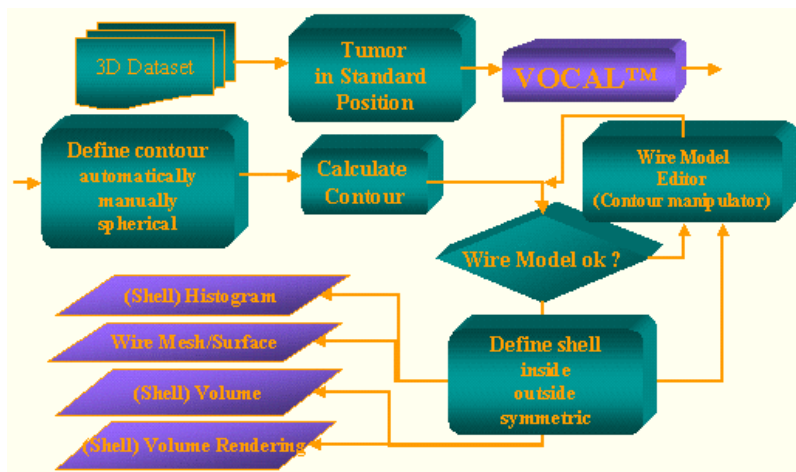 3D Dataset
Tumor
in Standard
Position
VOCAL™
Define contour
automatically
manually
spherical
Calculate
Contour
Wire Model
Editor
(Contour manipulator)
Wire Model ok ?
(Shell) Histogram
Wire Mesh/Surface
(Shell) Volume
(Shell) Volume Rendering
Define shell
inside
outside
symmetric